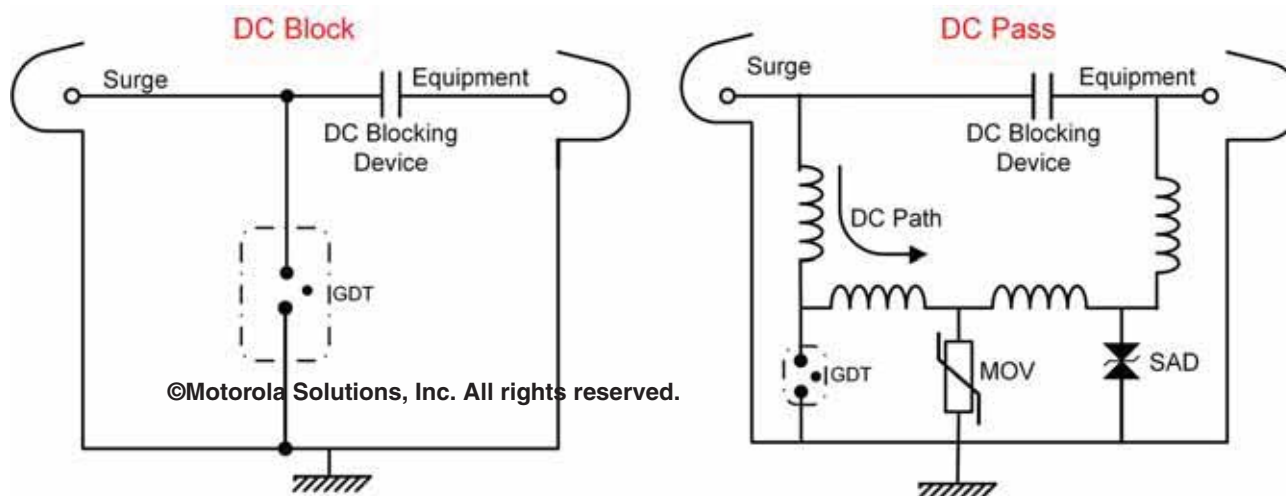 DC Block
Surge
Equipment
DC Blocking
Device
GDT
©Motorola Solutions, Inc. All rights reserved.
DC Pass
Surge
Equipment
DC Blocking
Device
DC Path
GDT
MOV
SAD